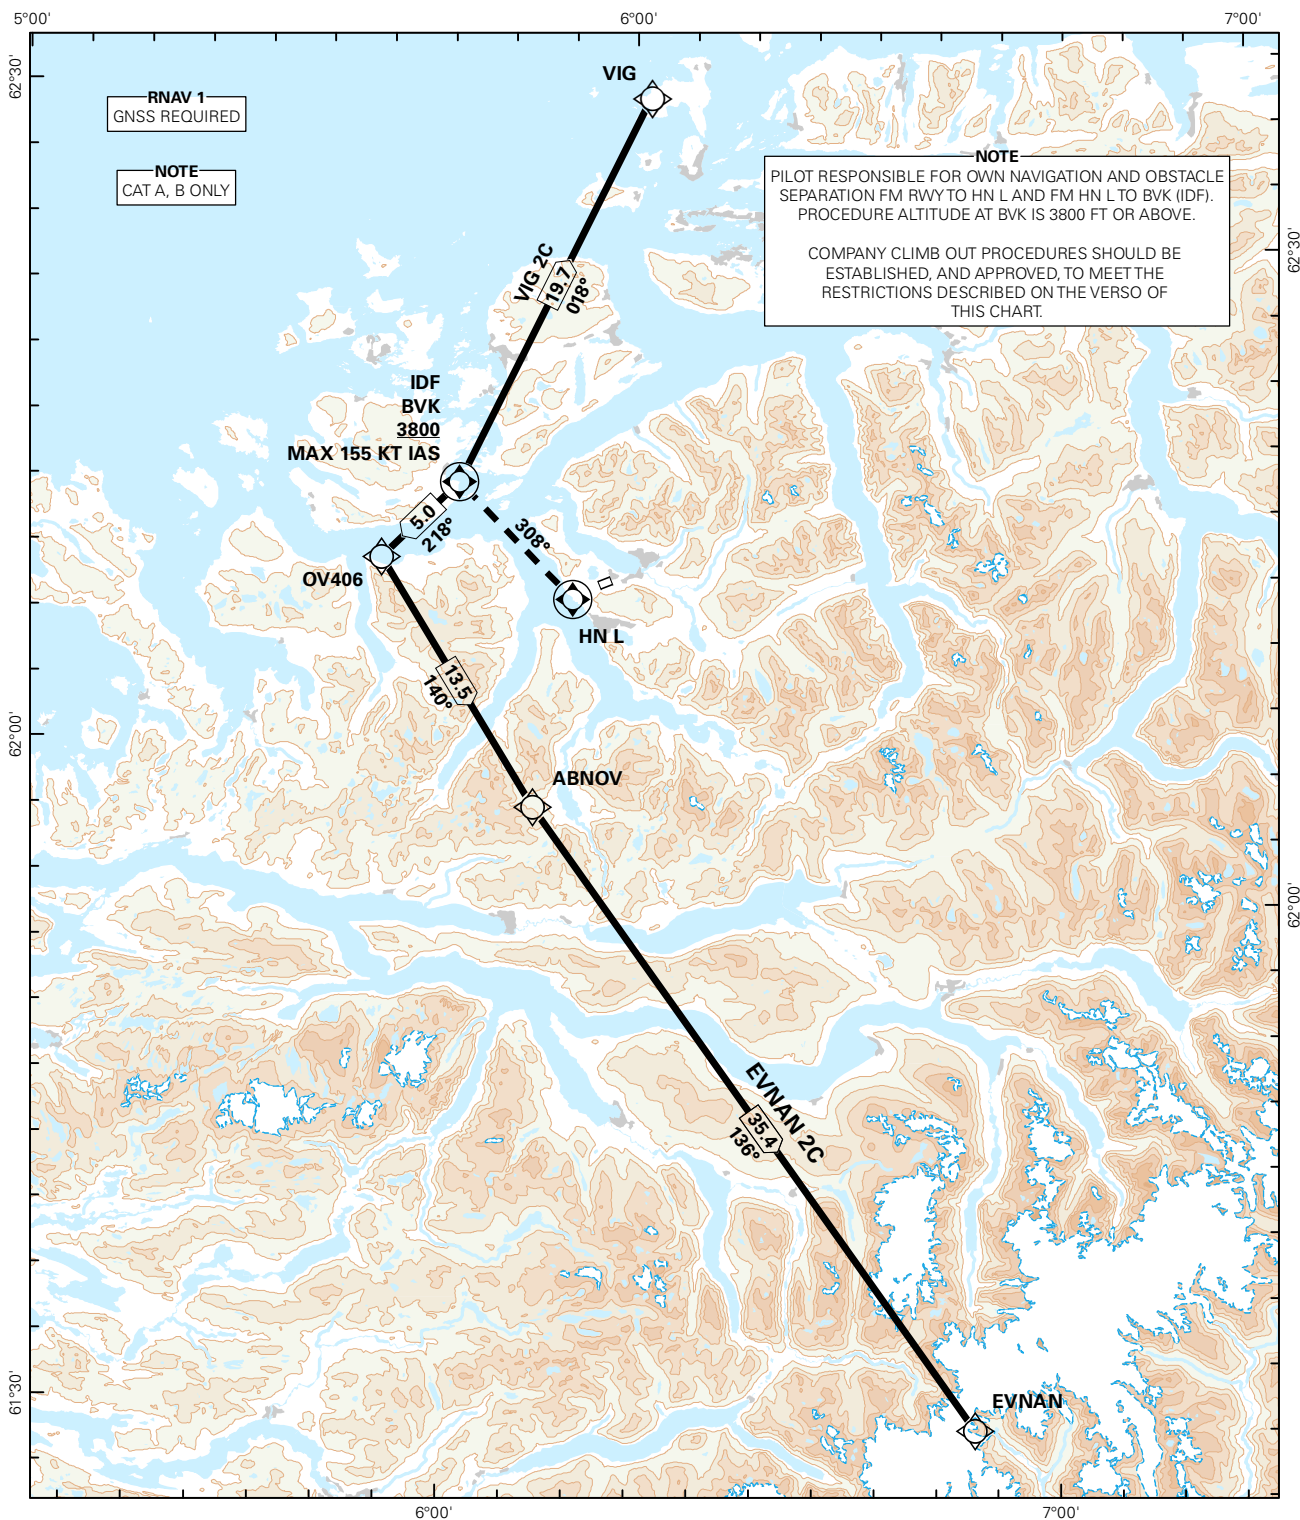 5°00'
6°00'
7°00'
62°30'
VIG
RNAV 1
GNSS REQUIRED
NOTE
CAT A, B ONLY
NOTE
PILOT RESPONSIBLE FOR OWN NAVIGATION AND OBSTACLE
SEPARATION FM RWY TO HN L AND FM HN L TO BVK (IDF).
PROCEDURE ALTITUDE AT BVK IS 3800 FT OR ABOVE.
COMPANY CLIMB OUT PROCEDURES SHOULD BE
ESTABLISHED, AND APPROVED, TO MEET THE
RESTRICTIONS DESCRIBED ON THE VERSO OF
THIS CHART.
62°30'
VIG 2C
19.7
018°
IDF
BVK
3800
MAX 155 KT IAS
5.0
218°
308°
OV406
HN L
13.5
140°
62°00'
ABNOV
62°00'
EVNAN 2C
35.4
136°
61°30'
EVNAN
6°00'
7°00'